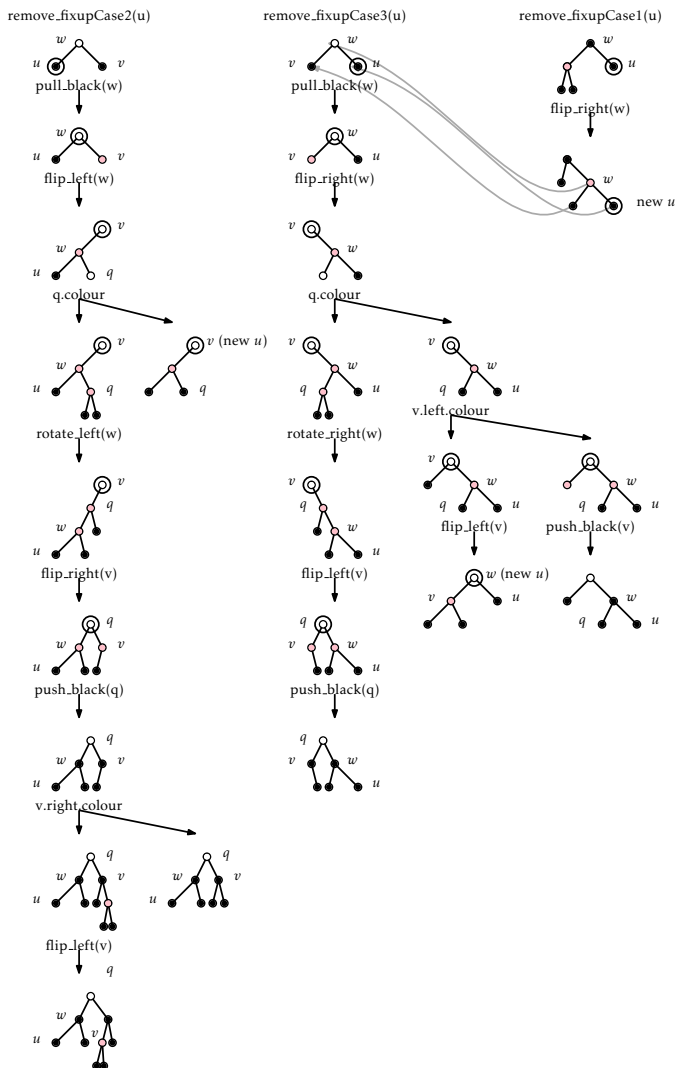 remove_fixupCase2(u) remove_fixupCase3(u) remove_fixupCase1(u)
w w w
u v v u u
pull_black(w) pull_black(w) flip_right(w)
w w
u v v u
flip_left(w) flip_right(w)
w
new u
v v
w w
u q q u
q.colour q.colour
v v (new u) v v
w w w
u q q q u q u
rotate_left(w) rotate_right(w) v.left.colour
v v
q q
w w
u u
v
w w
q u q u
flip_right(v) flip_left(v) flip_left(v) push_black(v)
q q w (new u)
w v v w v u w
u u q u
push_black(q) push_black(q)
q q
w v v w
u u
v.right.colour
q q
w v w v
u u
flip_left(v)
q
w
u v